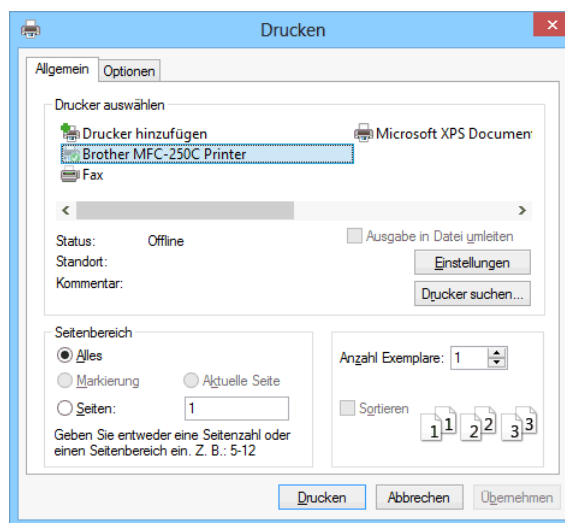 Drucken
Allgemein Optionen
Drucker auswählen
Drucker hinzufügen Microsoft XPS Documen
Brother MFC-250C Printer
Fax
Status: Offline Ausgabe in Datei umleiten
Standort: Einstellungen
Kommentar: Drucker suchen...
Seitenbereich
Alles Anzahl Exemplare: 1
Markierung Aktuelle Seite
Seiten: 1 Sortieren 1 1 2 2 3 3
Geben Sie entweder eine Seitenzahl oder
einen Seitenbereich ein. Z. B.: 5-12
Drucken Abbrechen Übernehmen